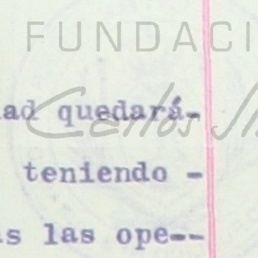 FUNDACI
ad quedará-
Carlos
teniendo -
s las ope--